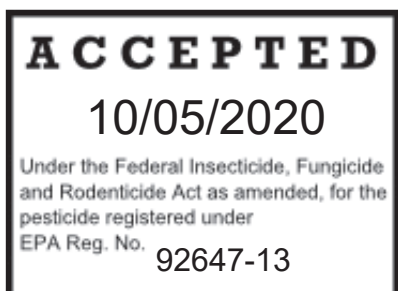 ACCEPTED
10/05/2020
Under the Federal Insecticide, Fungicide
and Rodenticide Act as amended, for the
pesticide registered under
EPA Reg. No. 92647-13